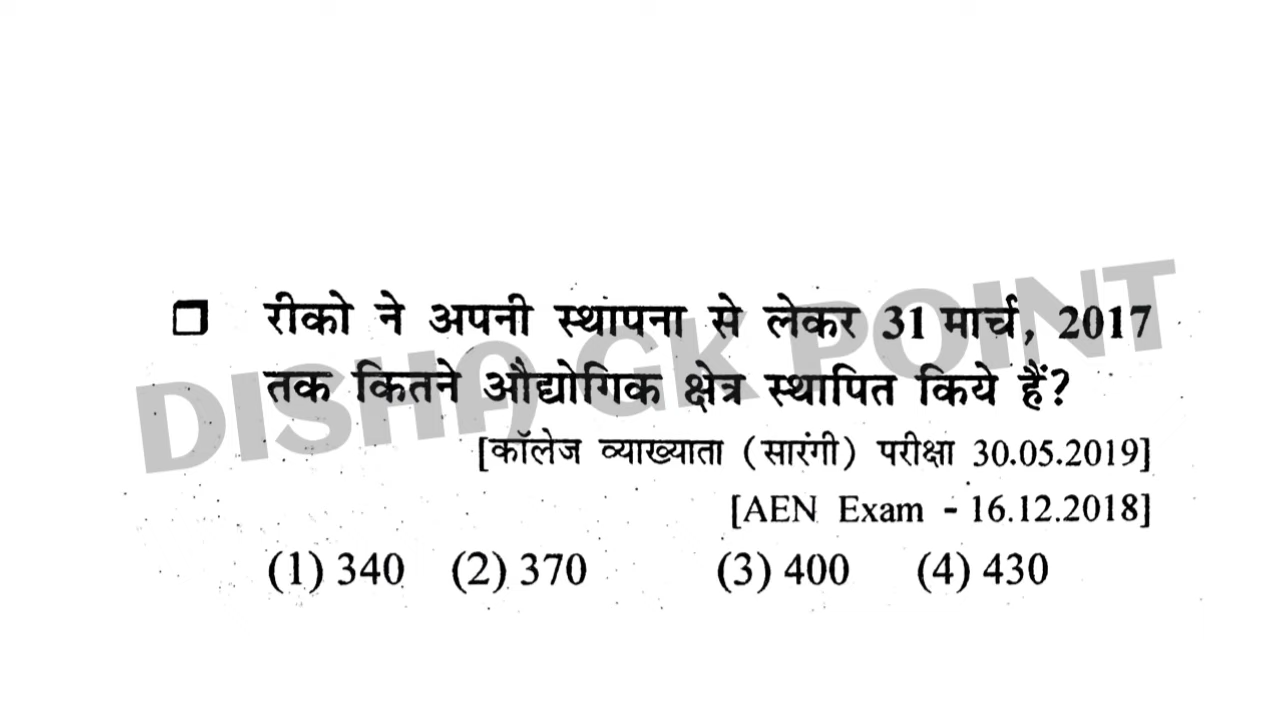 DISHA GK POINT
रीको ने अपनी स्थापना से लेकर 31 मार्च, 2017
तक कितने औद्योगिक क्षेत्र स्थापित किये हैं?
[कॉलेज व्याख्याता (सारंगी) परीक्षा 30.05.2019]
[AEN Exam - 16.12.2018]
(1) 340 (2) 370 (3) 400 (4) 430